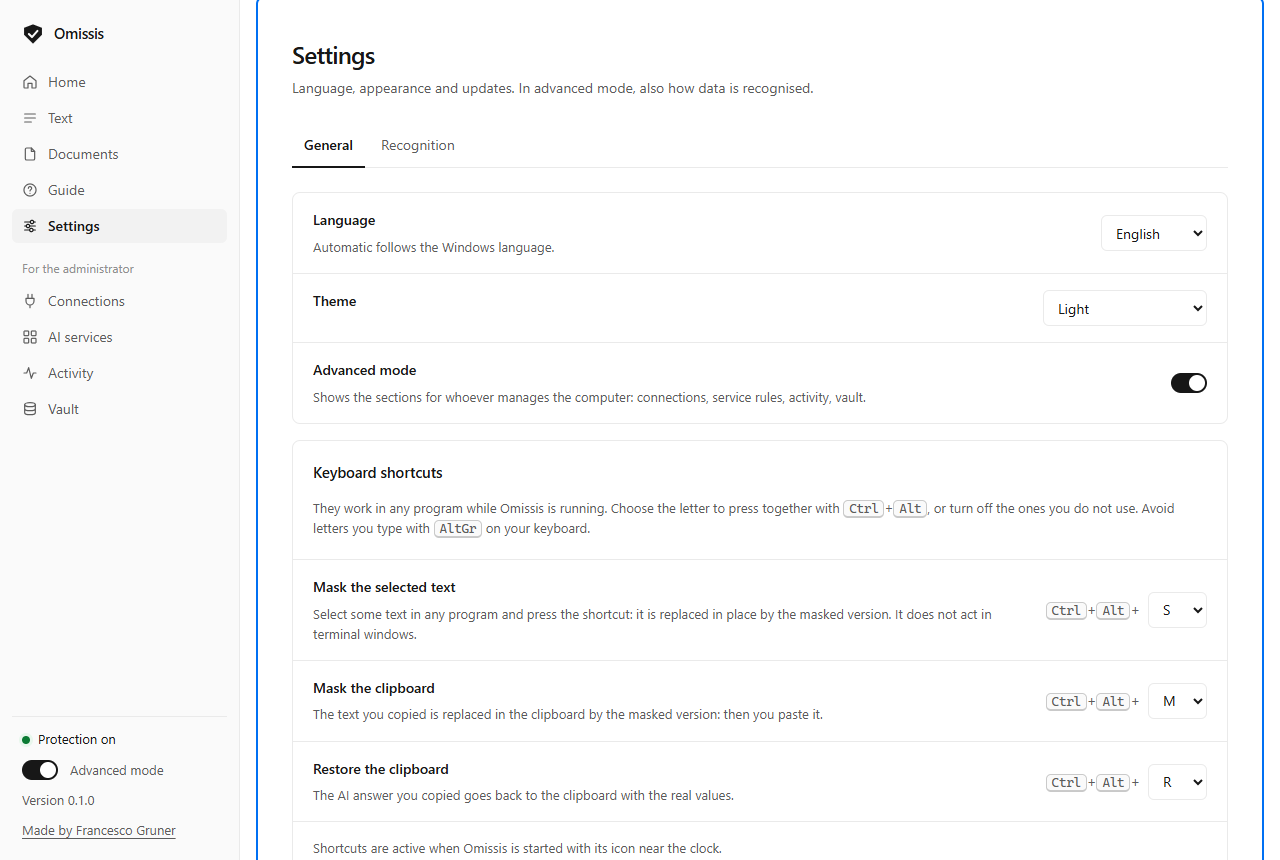 Omissis
Home
Text
Documents
Guide
Settings
For the administrator
Connections
AI services
Activity
Vault
Protection on
Advanced mode
Version 0.1.0
Made by Francesco Gruner
Settings
Language, appearance and updates. In advanced mode, also how data is recognised.
General
Recognition
Language
Automatic follows the Windows language.
English
Theme
Light
Advanced mode
Shows the sections for whoever manages the computer: connections, service rules, activity, vault.
Keyboard shortcuts
They work in any program while Omissis is running. Choose the letter to press together with Ctrl + Alt, or turn off the ones you do not use. Avoid
letters you type with AltGr on your keyboard.
Mask the selected text
Select some text in any program and press the shortcut: it is replaced in place by the masked version. It does not act in
terminal windows.
Ctrl + Alt + S
Mask the clipboard
The text you copied is replaced in the clipboard by the masked version: then you paste it.
Ctrl + Alt + M
Restore the clipboard
The AI answer you copied goes back to the clipboard with the real values.
Ctrl + Alt + R
Shortcuts are active when Omissis is started with its icon near the clock.